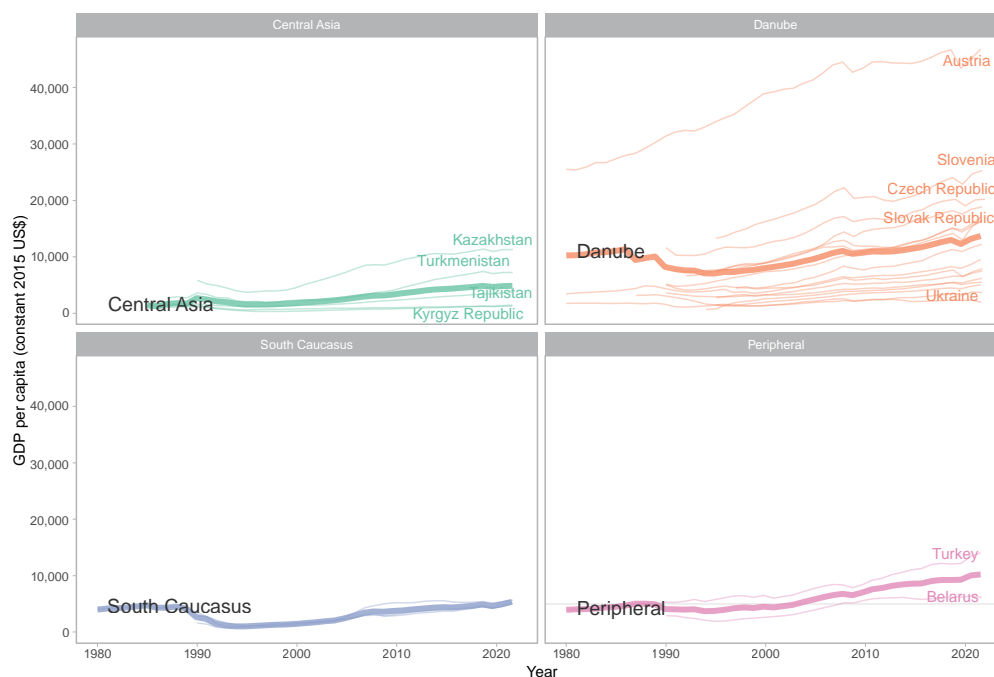 Central Asia
Danube
GDP per capita (constant 2015 US$)
40,000
30,000
20,000
10,000
0
Kazakhstan
Turkmenistan
Tajikistan
Kyrgyz Republic
Central Asia
Austria
Slovenia
Czech Republic
Slovak Republic
Danube
Ukraine
South Caucasus
Peripheral
40,000
30,000
20,000
10,000
0
South Caucasus
Turkey
Belarus
Peripheral
1980
1990
2000
2010
2020
1980
1990
2000
2010
2020
Year